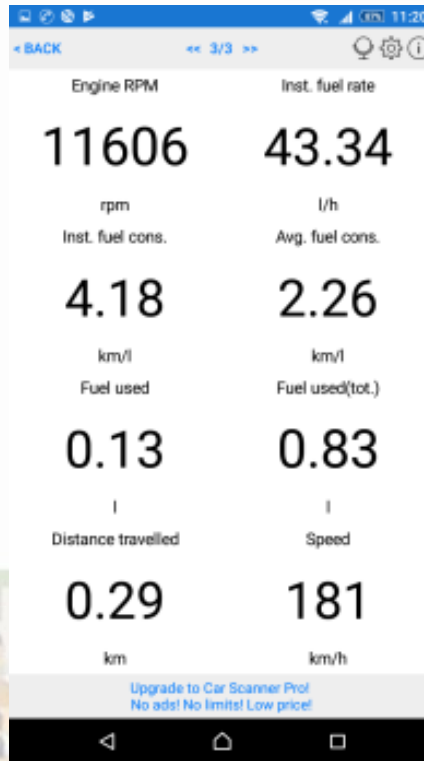 11:20
< BACK << 3/3 >>
Engine RPM Inst. fuel rate
11606 43.34
rpm l/h
Inst. fuel cons. Avg. fuel cons.
4.18 2.26
km/l km/l
Fuel used Fuel used(tot.)
0.13 0.83
l l
Distance travelled Speed
0.29 181
km km/h
Upgrade to Car Scanner Pro!
No ads! No limits! Low price!